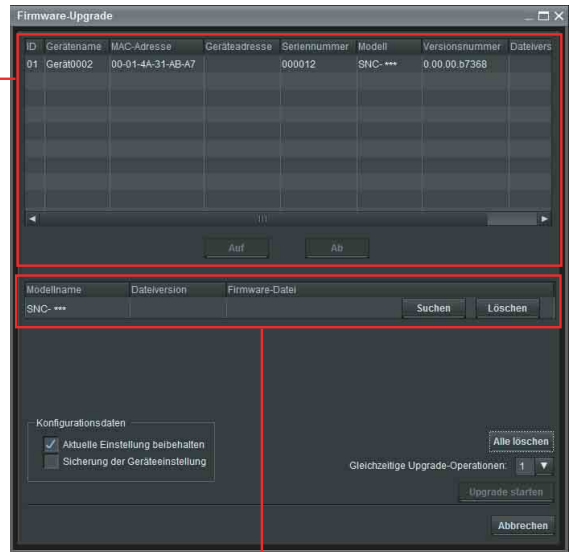 Firmware-Upgrade
ID Gerätename MAC-Adresse Geräteadresse Seriennummer Modell Versionsnummer Dateivers
01 Gerät0002 00-01-4A-31-AB-A7 000012 SNC- *** 0.00.00.b7368
Auf Ab
Modellname Dateiversion Firmware-Datei
SNC- *** Suchen Löschen
Konfigurationsdaten
Aktuelle Einstellung beibehalten
Sicherung der Geräteeinstellung
Alle löschen
Gleichzeitige Upgrade-Operationen: 1
Upgrade starten
Abbrechen